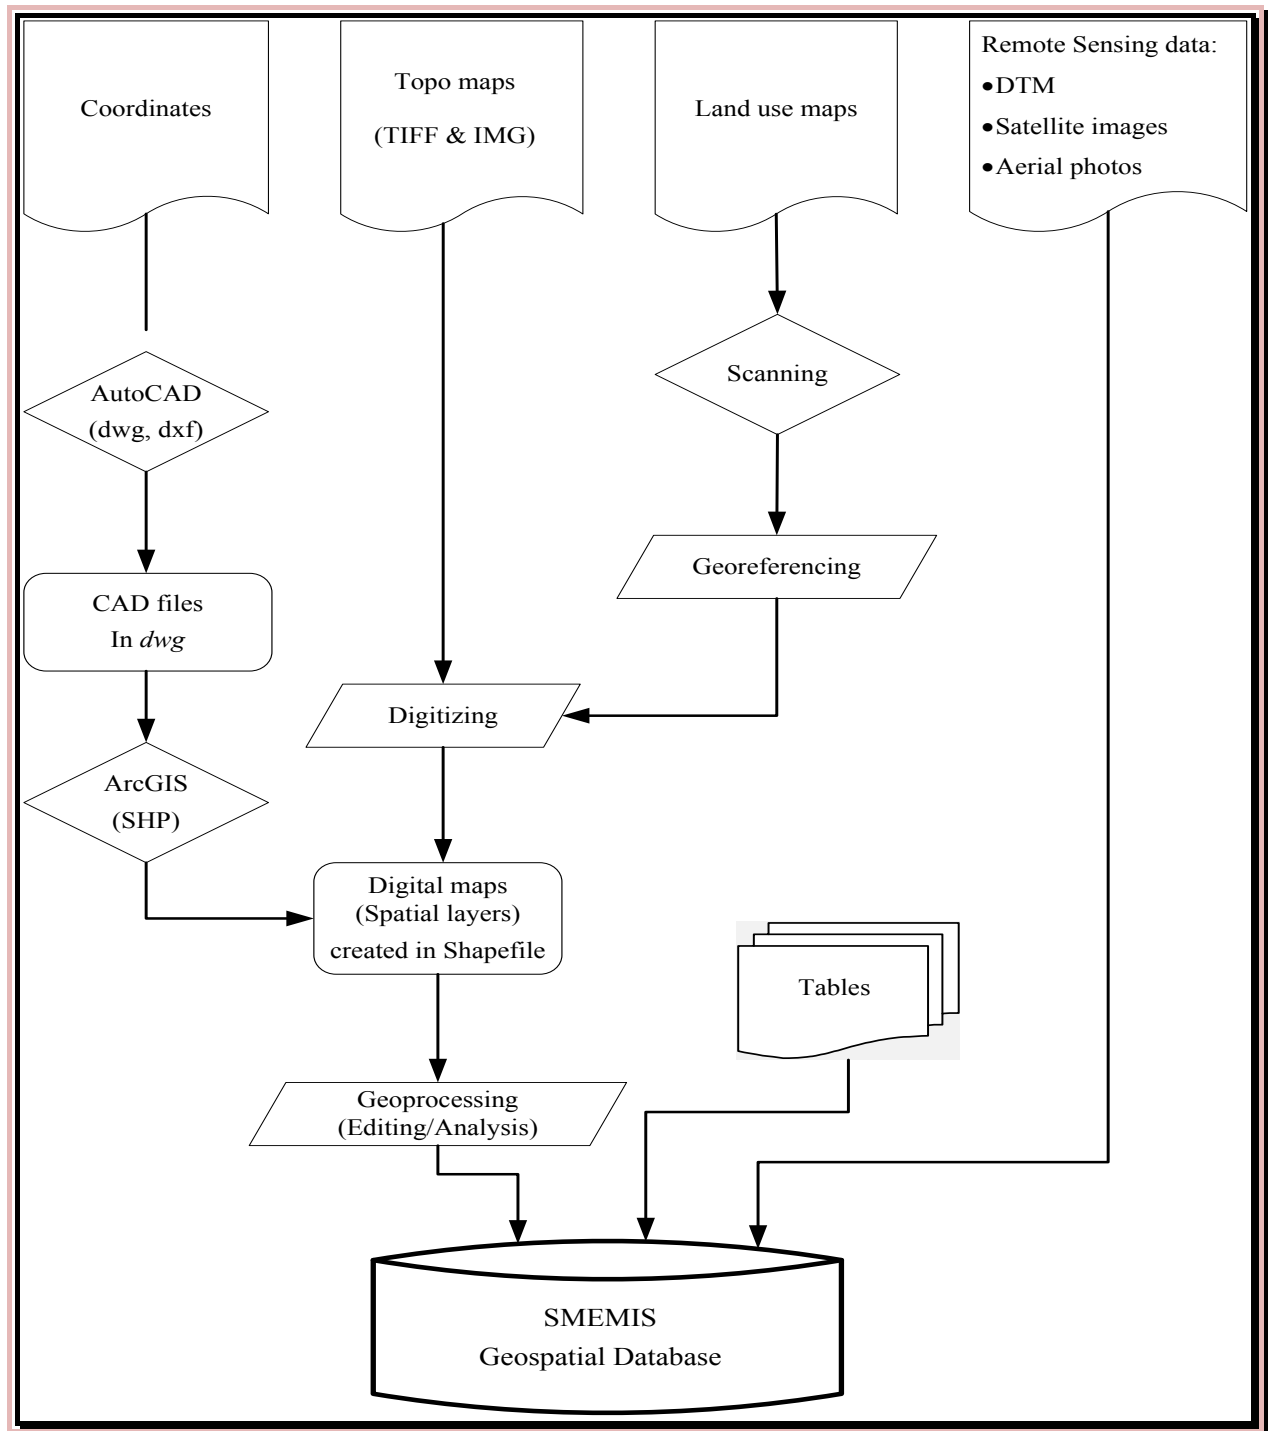 Coordinates
Topo maps
(TIFF & IMG)
Land use maps
Remote Sensing data:
•DTM
•Satellite images
•Aerial photos
AutoCAD
(dwg, dxf)
Scanning
CAD files
In dwg
Georeferencing
Digitizing
ArcGIS
(SHP)
Digital maps
(Spatial layers)
created in Shapefile
Tables
Geoprocessing
(Editing/Analysis)
SMEMIS
Geospatial Database